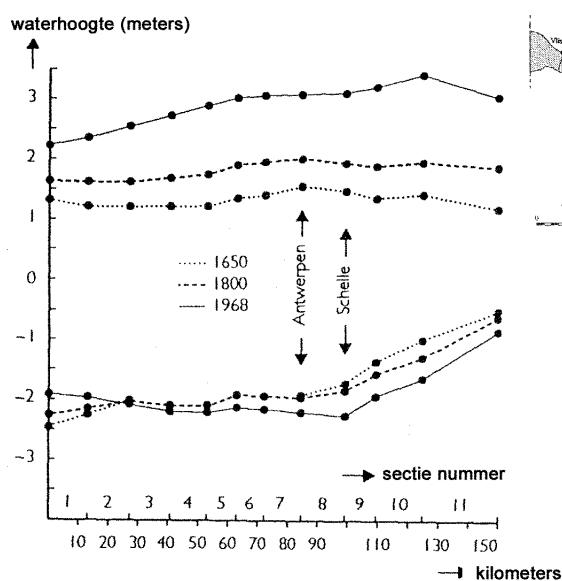 waterhoogte (meters)
Vlis
3
2
1
0
-1
-2
-3
1650
1800
1968
Antwerpen
Schelle
sectie nummer
1 2 3 4 5 6 7 8 9 10 11
10 20 30 40 50 60 70 80 90 110 130 150
kilometers
0